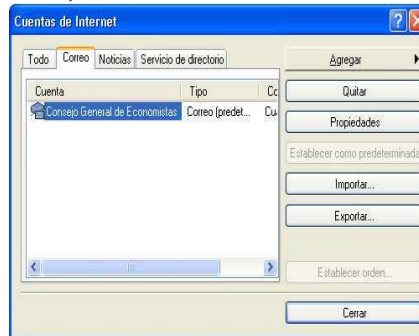 Cuentas de Internet
Todo Correo Noticias Servicio de directorio
Cuenta Tipo
Consejo General de Economistas Correo (predet...
Agregar
Quitar
Propiedades
Establecer como predeterminada
Importar...
Exportar...
Establecer orden...
Cerrar